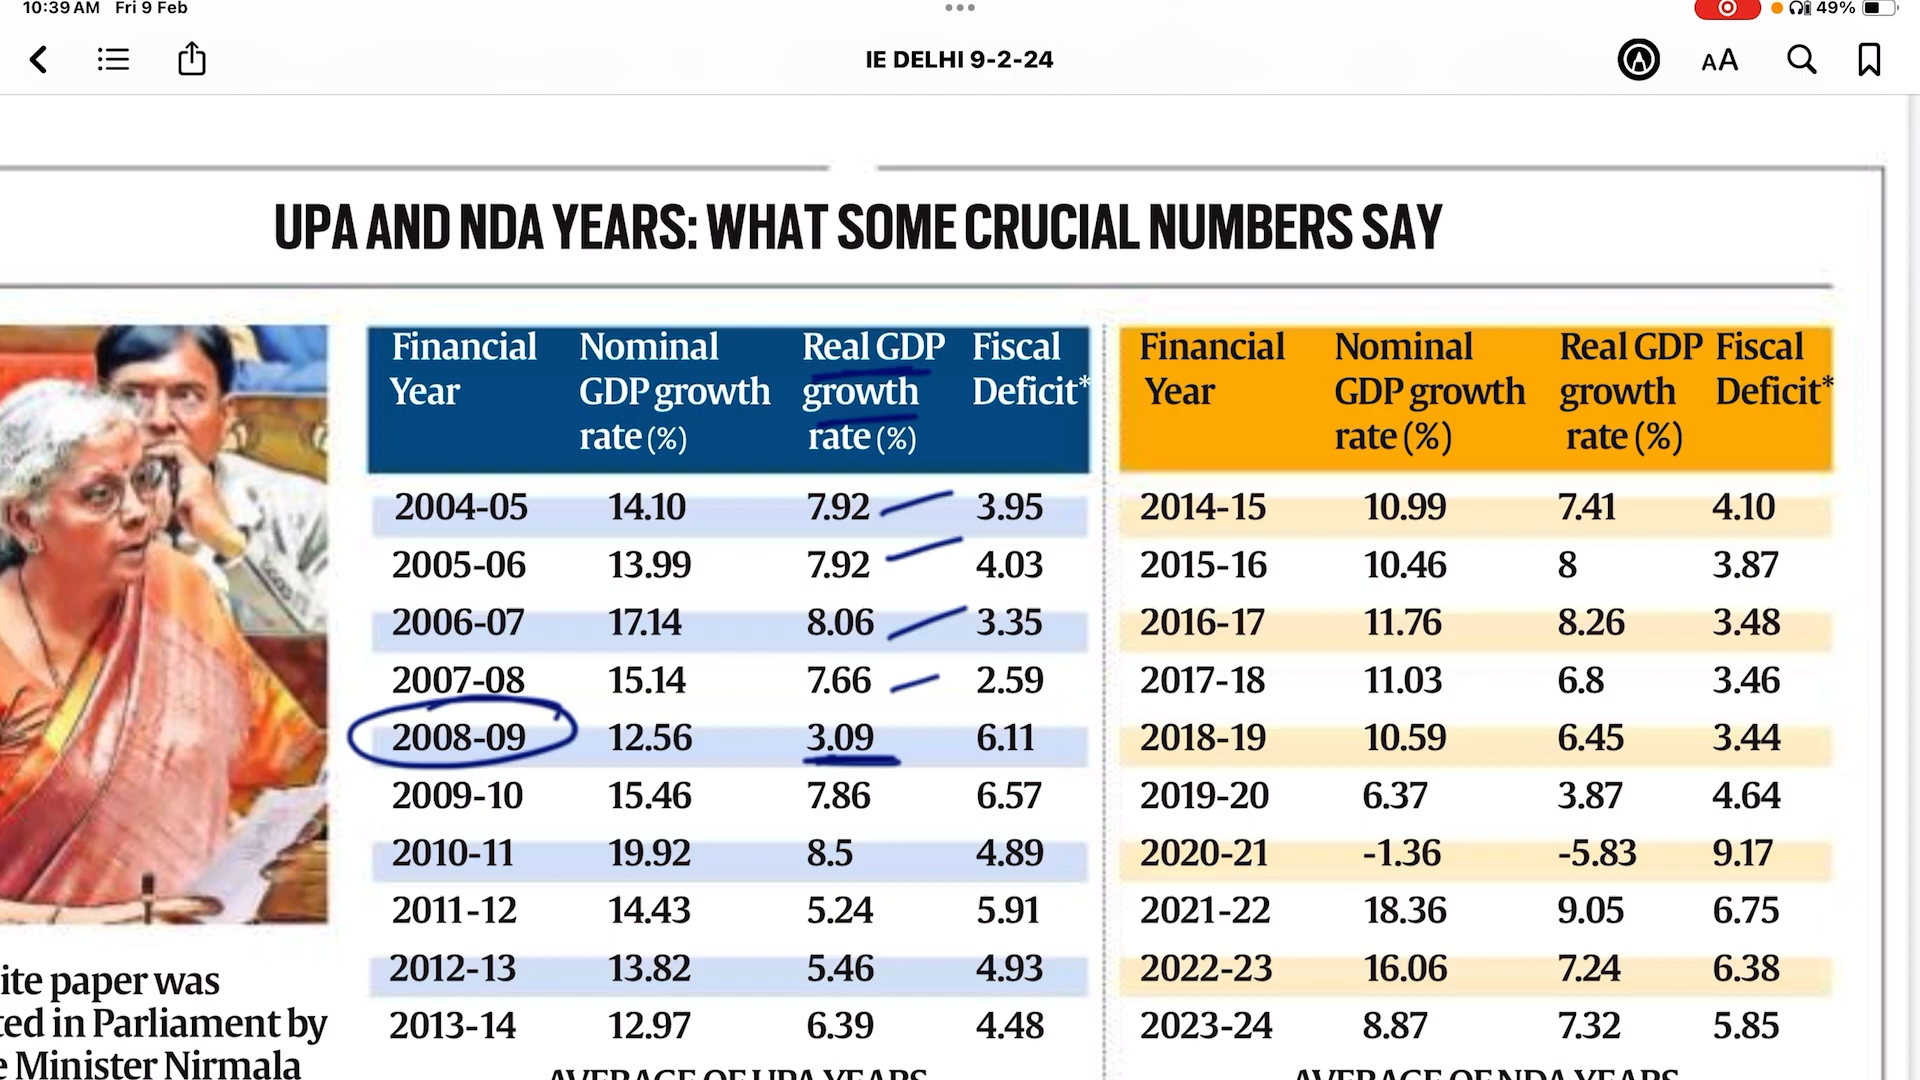 10:39 AM Fri 9 Feb
49%
IE DELHI 9-2-24
AA
UPA AND NDA YEARS: WHAT SOME CRUCIAL NUMBERS SAY
Financial Year Nominal GDP growth rate (%) Real GDP growth rate (%) Fiscal Deficit*
2004-05 14.10 7.92 3.95
2005-06 13.99 7.92 4.03
2006-07 17.14 8.06 3.35
2007-08 15.14 7.66 2.59
2008-09 12.56 3.09 6.11
2009-10 15.46 7.86 6.57
2010-11 19.92 8.5 4.89
2011-12 14.43 5.24 5.91
2012-13 13.82 5.46 4.93
2013-14 12.97 6.39 4.48
AVERAGE OF UPA YEARS
Financial Year Nominal GDP growth rate (%) Real GDP growth rate (%) Fiscal Deficit*
2014-15 10.99 7.41 4.10
2015-16 10.46 8 3.87
2016-17 11.76 8.26 3.48
2017-18 11.03 6.8 3.46
2018-19 10.59 6.45 3.44
2019-20 6.37 3.87 4.64
2020-21 -1.36 -5.83 9.17
2021-22 18.36 9.05 6.75
2022-23 16.06 7.24 6.38
2023-24 8.87 7.32 5.85
AVERAGE OF NDA YEARS
ite paper was
ted in Parliament by
e Minister Nirmala